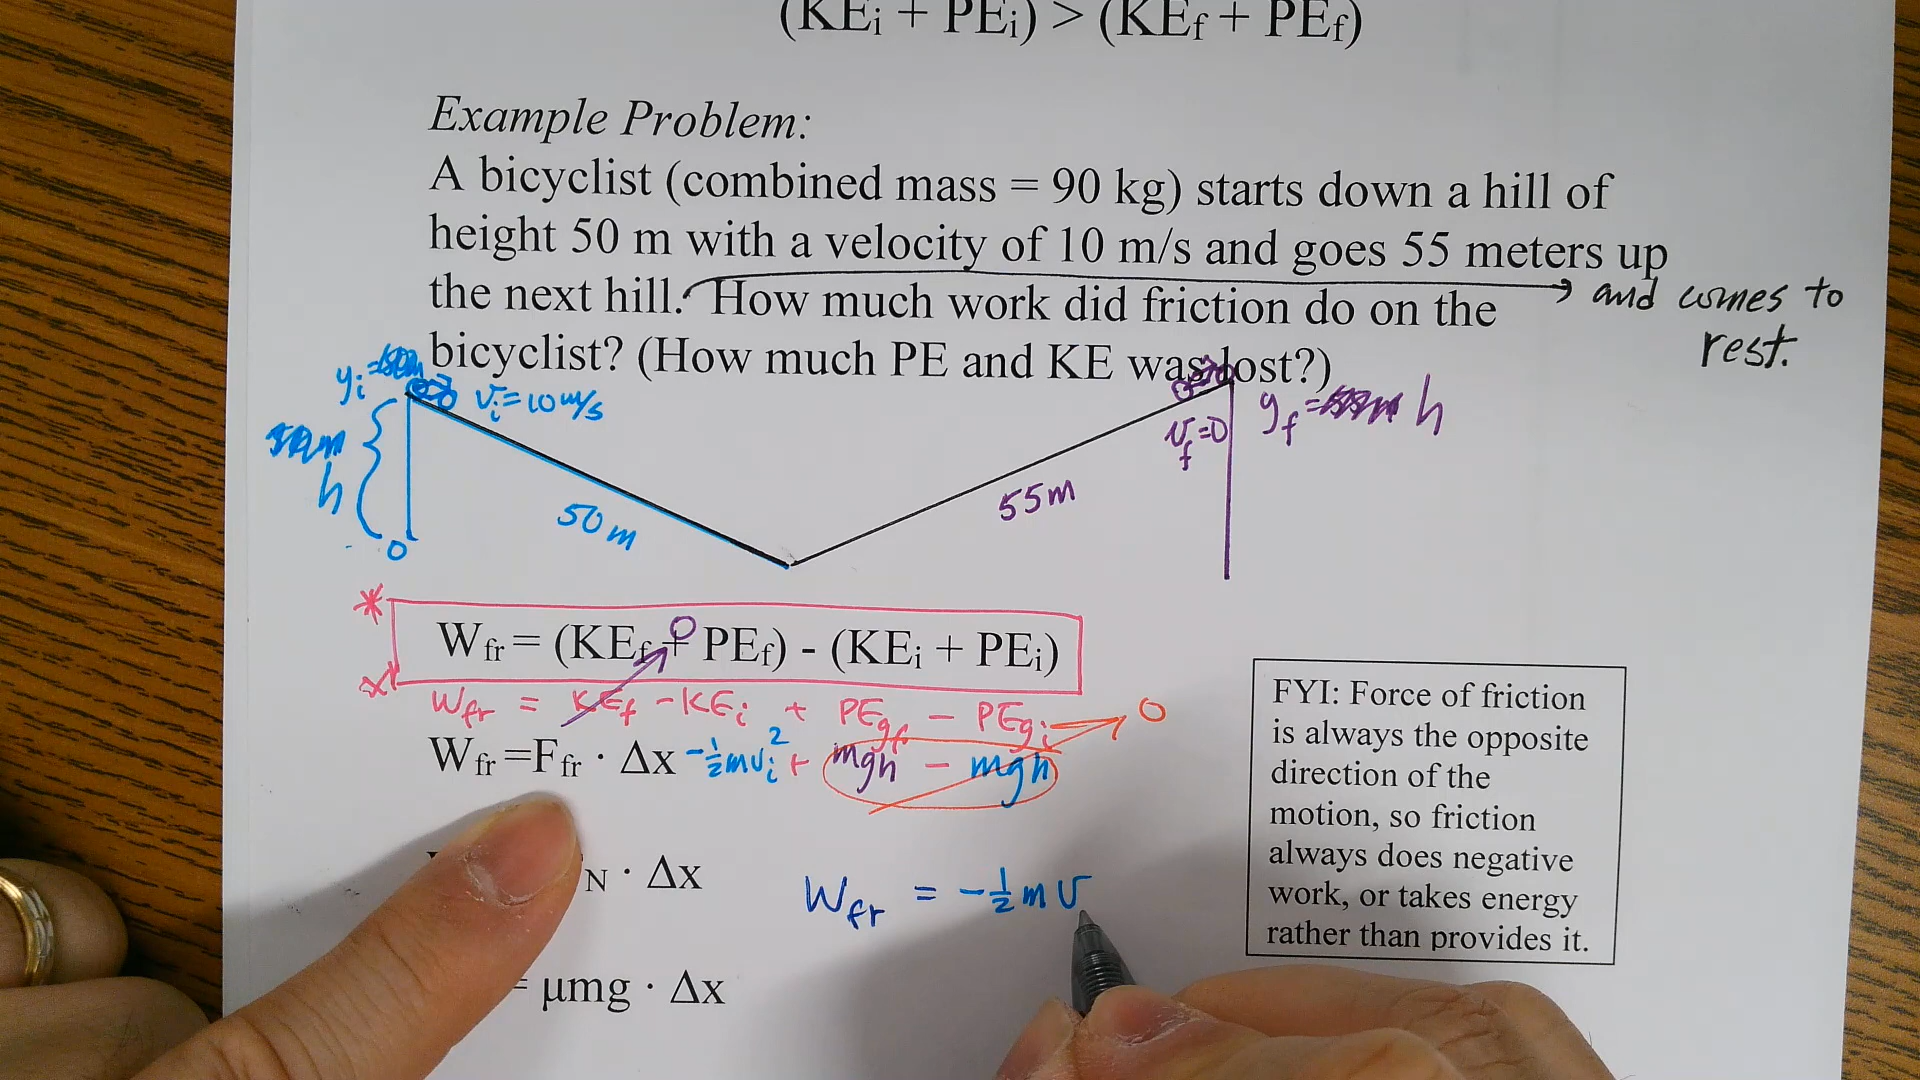 (KEi + PEi) > (KEf + PEf)
Example Problem:
A bicyclist (combined mass = 90 kg) starts down a hill of
height 50 m with a velocity of 10 m/s and goes 55 meters up
the next hill. How much work did friction do on the
and comes to
rest.
bicyclist? (How much PE and KE was lost?)
yi =
vi = 10 m/s
h
0
50 m
55m
vf = 0
yf = h
Wfr = (KEf + PEf) - (KEi + PEi)
0
Wfr = KEf - KEi + PEgf - PEgi
0
Wfr =Ffr · Δx -½mvi² + mgh - mgh
N · Δx
Wfr = -½mv
= μmg · Δx
FYI: Force of friction
is always the opposite
direction of the
motion, so friction
always does negative
work, or takes energy
rather than provides it.